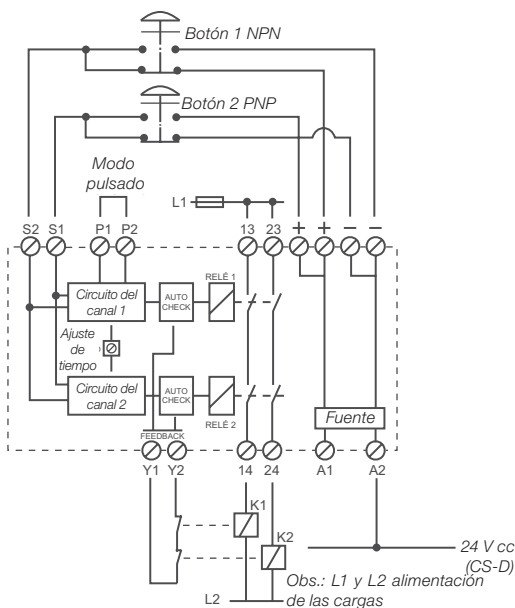 Botón 1 NPN
Botón 2 PNP
Modo
pulsado
L1
S2 S1 P1 P2 13 23 + + − −
Circuito del
canal 1
AUTO
CHECK
RELÉ 1
Ajuste
de
tiempo
Circuito del
canal 2
AUTO
CHECK
RELÉ 2
Fuente
FEEDBACK
Y1 Y2 14 24 A1 A2
K1
K2
24 V cc
(CS-D)
Obs.: L1 y L2 alimentación
de las cargas
L2